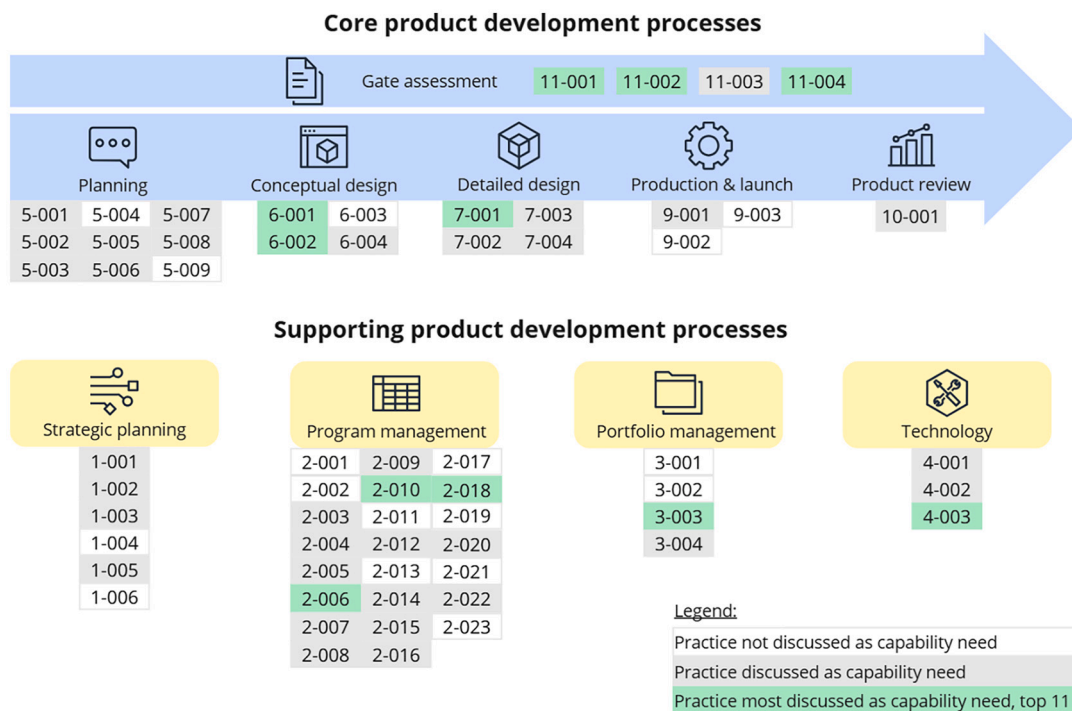 Core product development processes
Gate assessment 11-001 11-002 11-003 11-004
Planning Conceptual design Detailed design Production & launch Product review
5-001 5-004 5-007 6-001 6-003 7-001 7-003 9-001 9-003 10-001
5-002 5-005 5-008 6-002 6-004 7-002 7-004 9-002
5-003 5-006 5-009
Supporting product development processes
Strategic planning Program management Portfolio management Technology
1-001 2-001 2-009 2-017 3-001 4-001
1-002 2-002 2-010 2-018 3-002 4-002
1-003 2-003 2-011 2-019 3-003 4-003
1-004 2-004 2-012 2-020 3-004
1-005 2-005 2-013 2-021
1-006 2-006 2-014 2-022
2-007 2-015 2-023
2-008 2-016
Legend:
Practice not discussed as capability need
Practice discussed as capability need
Practice most discussed as capability need, top 11